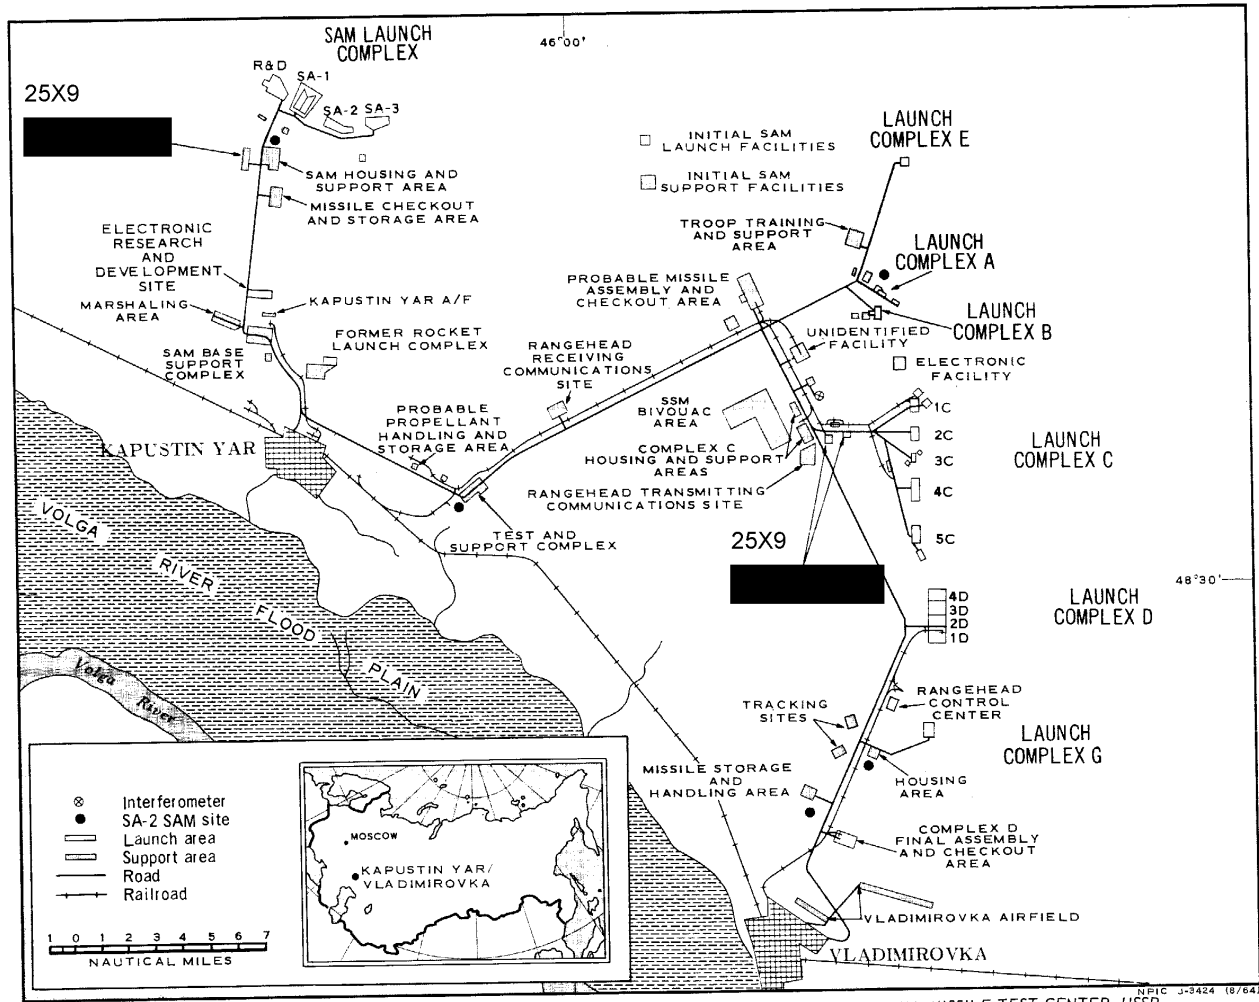 SAM LAUNCH
COMPLEX
46°00'
R&D
SA-1
SA-2
SA-3
25X9
LAUNCH
COMPLEX E
INITIAL SAM
LAUNCH FACILITIES
INITIAL SAM
SUPPORT FACILITIES
SAM HOUSING AND
SUPPORT AREA
MISSILE CHECKOUT
AND STORAGE AREA
TROOP TRAINING
AND SUPPORT
AREA
LAUNCH
COMPLEX A
ELECTRONIC
RESEARCH
AND
DEVELOPMENT
SITE
MARSHALING
AREA
KAPUSTIN YAR A/F
PROBABLE MISSILE
ASSEMBLY AND
CHECKOUT AREA
LAUNCH
COMPLEX B
FORMER ROCKET
LAUNCH COMPLEX
SAM BASE
SUPPORT
COMPLEX
RANGEHEAD
RECEIVING
COMMUNICATIONS
SITE
UNIDENTIFIED
FACILITY
ELECTRONIC
FACILITY
SSM
BIVOUAC
AREA
1C
2C
3C
4C
5C
LAUNCH
COMPLEX C
PROBABLE
PROPELLANT
HANDLING AND
STORAGE AREA
KAPUSTIN YAR
COMPLEX C
HOUSING AND SUPPORT
AREAS
RANGEHEAD TRANSMITTING
COMMUNICATIONS SITE
TEST AND
SUPPORT COMPLEX
25X9
48°30'
VOLGA
RIVER
FLOOD
PLAIN
Volga
River
4D
3D
2D
1D
LAUNCH
COMPLEX D
RANGEHEAD
CONTROL
CENTER
TRACKING
SITES
LAUNCH
COMPLEX G
HOUSING
AREA
MISSILE STORAGE
AND
HANDLING AREA
COMPLEX D
FINAL ASSEMBLY
AND CHECKOUT
AREA
VLADIMIROVKA AIRFIELD
VLADIMIROVKA
Interferometer
SA-2 SAM site
Launch area
Support area
Road
Railroad
1 0 1 2 3 4 5 6 7
NAUTICAL MILES
MOSCOW
KAPUSTIN YAR/
VLADIMIROVKA
NPIC J-3424 (8/64)
TEST CENTER, USSR